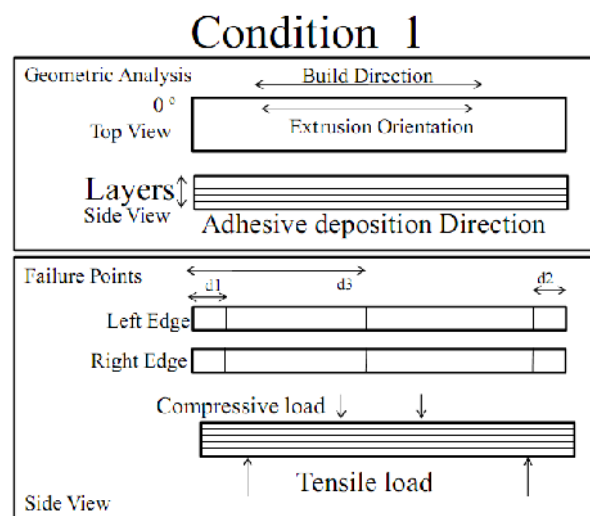 Condition 1
Geometric Analysis
Build Direction
0 °
Extrusion Orientation
Top View
Layers
Side View
Adhesive deposition Direction
Failure Points
d1
d3
d2
Left Edge
Right Edge
Compressive load
Tensile load
Side View